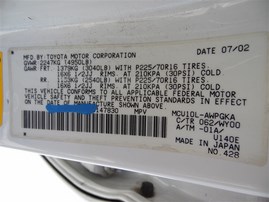 MFD. BY TOYOTA MOTOR CORPORATION DATE 07/02
GVWR 2247KG (4950LB)
GAWR FRT 1379KG (3040LB) WITH P225/70R16 TIRES,
16X6 1/2JJ RIMS AT 210KPA (30PSI) COLD
RR 1153KG (2540LB) WITH P225/70R16 TIRES,
16X6 1/2JJ RIMS AT 210KPA (30PSI) COLD
THIS VEHICLE CONFORMS TO ALL APPLICABLE FEDERAL MOTOR
VEHICLE SAFETY AND THEFT PREVENTION STANDARDS IN EFFECT ON THE
DATE OF MANUFACTURE SHOWN ABOVE.
147830 MPV MCU10L-AWPGKA
C/TR 062/WY00
A/TM -01A/ U140E
MADE IN JAPAN
NO.428